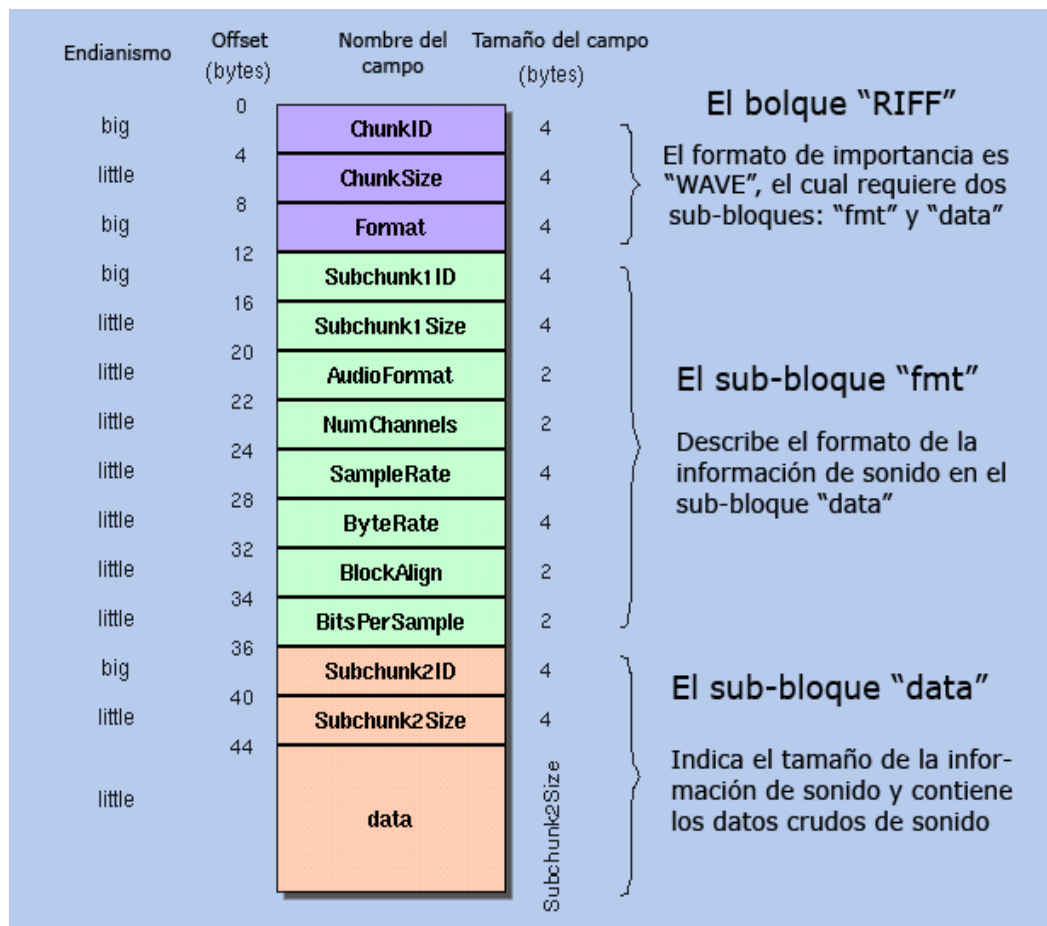 Endianismo Offset (bytes) Nombre del campo Tamaño del campo (bytes)
0
big ChunkID 4
4
little ChunkSize 4
8
big Format 4
12
big Subchunk1ID 4
16
little Subchunk1Size 4
20
little AudioFormat 2
22
little NumChannels 2
24
little SampleRate 4
28
little ByteRate 4
32
little BlockAlign 2
34
little BitsPerSample 2
36
big Subchunk2ID 4
40
little Subchunk2Size 4
44
little data Subchunk2Size
El bolque “RIFF”
El formato de importancia es
“WAVE”, el cual requiere dos
sub-bloques: “fmt” y “data”
El sub-bloque “fmt”
Describe el formato de la
información de sonido en el
sub-bloque “data”
El sub-bloque “data”
Indica el tamaño de la infor-
mación de sonido y contiene
los datos crudos de sonido